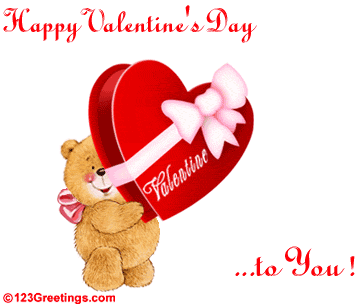 Happy Valentine's Day
Valentine
...to You !
©123Greetings.com